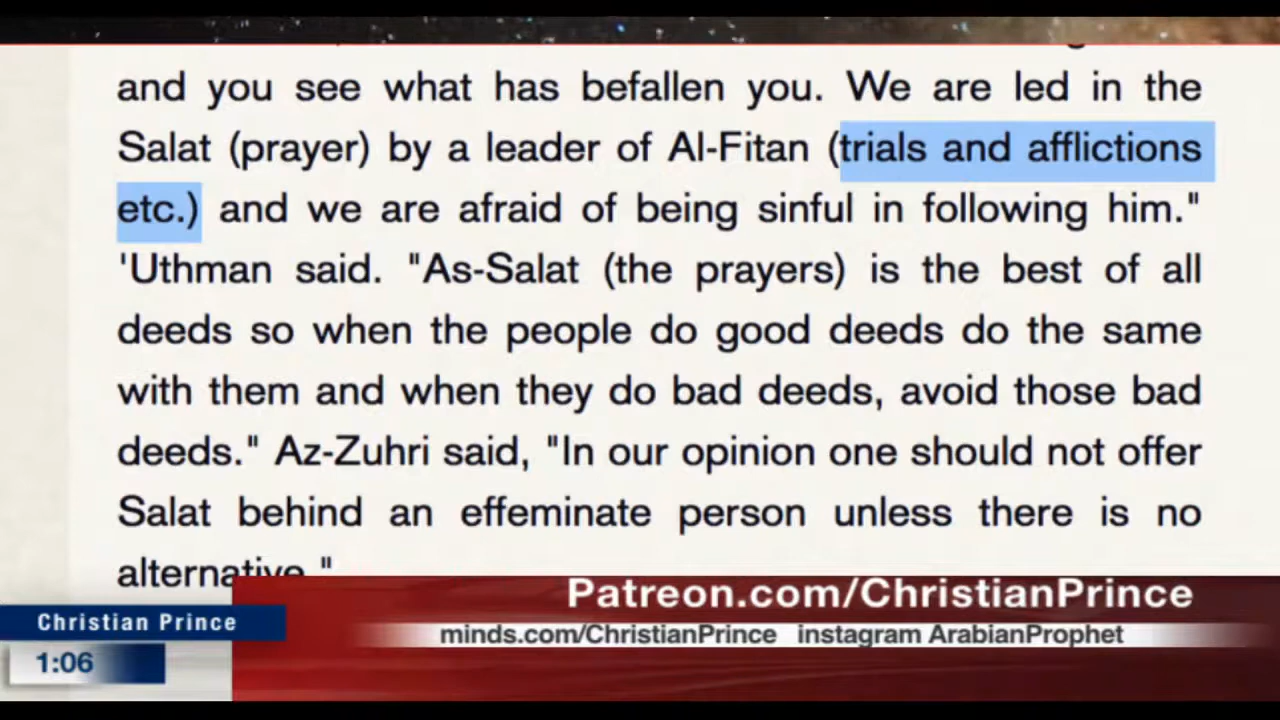 and you see what has befallen you. We are led in the
Salat (prayer) by a leader of Al-Fitan (trials and afflictions
etc.) and we are afraid of being sinful in following him."
'Uthman said. "As-Salat (the prayers) is the best of all
deeds so when the people do good deeds do the same
with them and when they do bad deeds, avoid those bad
deeds." Az-Zuhri said, "In our opinion one should not offer
Salat behind an effeminate person unless there is no
alternative."
Patreon.com/ChristianPrince
Christian Prince
minds.com/ChristianPrince instagram ArabianProphet
1:06